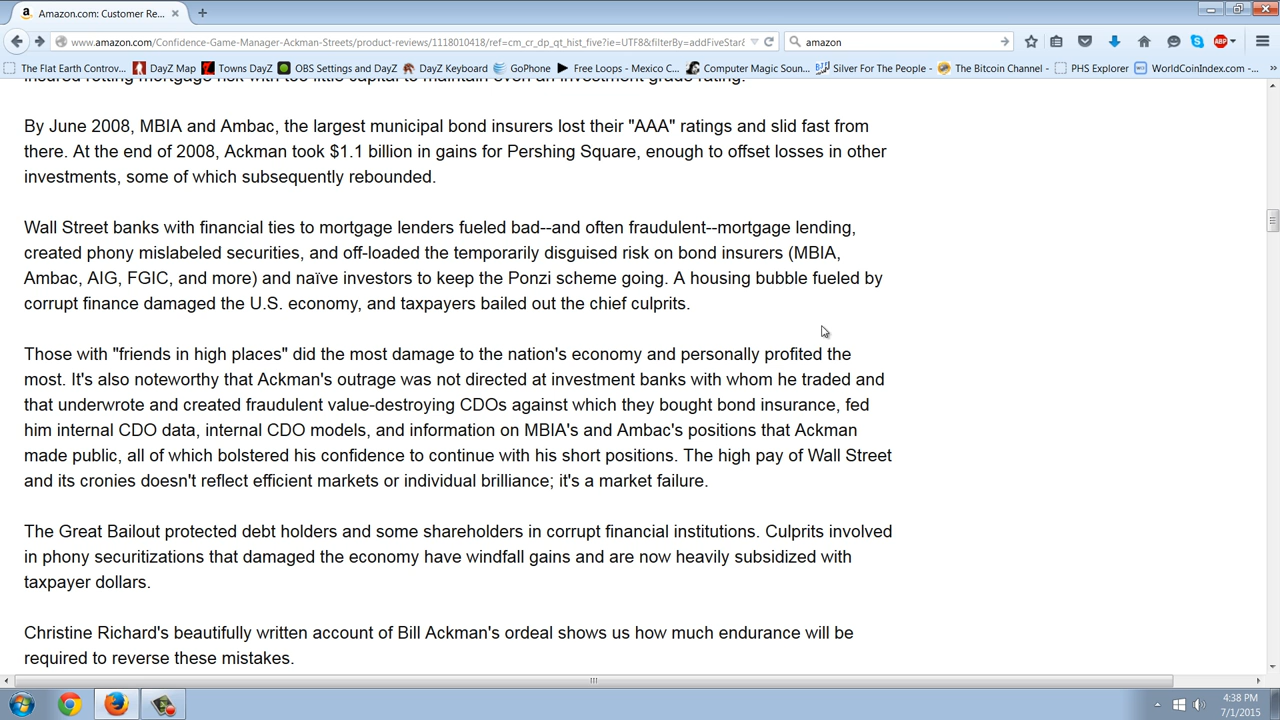 Amazon.com: Customer Re...
www.amazon.com/Confidence-Game-Manager-Ackman-Streets/product-reviews/1118010418/ref=cm_cr_dp_qt_hist_five?ie=UTF8&filterBy=addFiveStar&
amazon
ABP
The Flat Earth Controv...
DayZ Map
Towns DayZ
OBS Settings and DayZ
DayZ Keyboard
GoPhone
Free Loops - Mexico C...
Computer Magic Soun...
Silver For The People -
The Bitcoin Channel -
PHS Explorer
WorldCoinIndex.com -...
insured rotting mortgage risk with too little capital to maintain even an investment grade rating.
By June 2008, MBIA and Ambac, the largest municipal bond insurers lost their "AAA" ratings and slid fast from
there. At the end of 2008, Ackman took $1.1 billion in gains for Pershing Square, enough to offset losses in other
investments, some of which subsequently rebounded.
Wall Street banks with financial ties to mortgage lenders fueled bad--and often fraudulent--mortgage lending,
created phony mislabeled securities, and off-loaded the temporarily disguised risk on bond insurers (MBIA,
Ambac, AIG, FGIC, and more) and naïve investors to keep the Ponzi scheme going. A housing bubble fueled by
corrupt finance damaged the U.S. economy, and taxpayers bailed out the chief culprits.
Those with "friends in high places" did the most damage to the nation's economy and personally profited the
most. It's also noteworthy that Ackman's outrage was not directed at investment banks with whom he traded and
that underwrote and created fraudulent value-destroying CDOs against which they bought bond insurance, fed
him internal CDO data, internal CDO models, and information on MBIA's and Ambac's positions that Ackman
made public, all of which bolstered his confidence to continue with his short positions. The high pay of Wall Street
and its cronies doesn't reflect efficient markets or individual brilliance; it's a market failure.
The Great Bailout protected debt holders and some shareholders in corrupt financial institutions. Culprits involved
in phony securitizations that damaged the economy have windfall gains and are now heavily subsidized with
taxpayer dollars.
Christine Richard's beautifully written account of Bill Ackman's ordeal shows us how much endurance will be
required to reverse these mistakes.
4:38 PM
7/1/2015